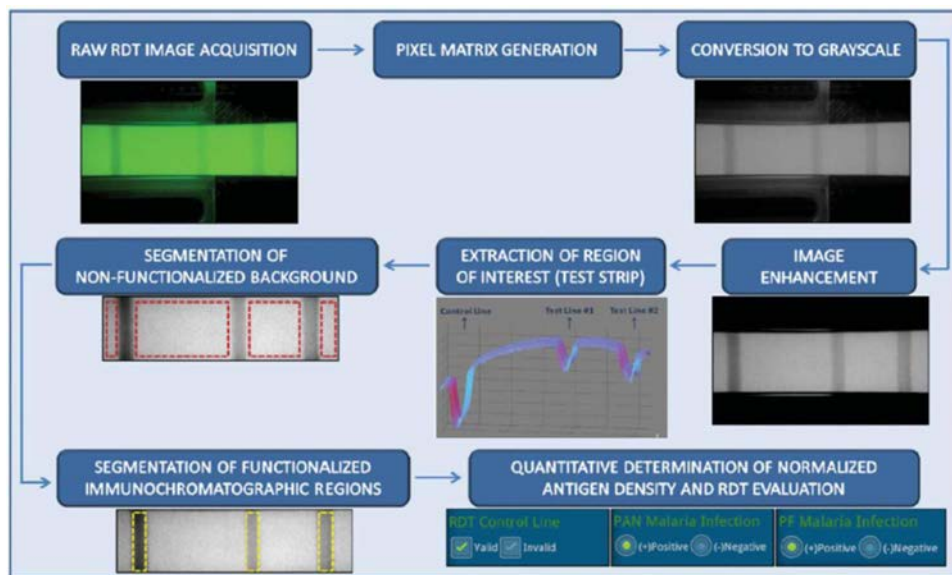 RAW RDT IMAGE ACQUISITION
PIXEL MATRIX GENERATION
CONVERSION TO GRAYSCALE
SEGMENTATION OF
NON-FUNCTIONALIZED BACKGROUND
EXTRACTION OF REGION
OF INTEREST (TEST STRIP)
IMAGE
ENHANCEMENT
Control Line
Test Line #1
Test Line #2
SEGMENTATION OF FUNCTIONALIZED
IMMUNOCHROMATOGRAPHIC REGIONS
QUANTITATIVE DETERMINATION OF NORMALIZED
ANTIGEN DENSITY AND RDT EVALUATION
RDT Control Line
Valid Invalid
PAN Malaria Infection
(+)Positive (-)Negative
PF Malaria Infection
(+)Positive (-)Negative